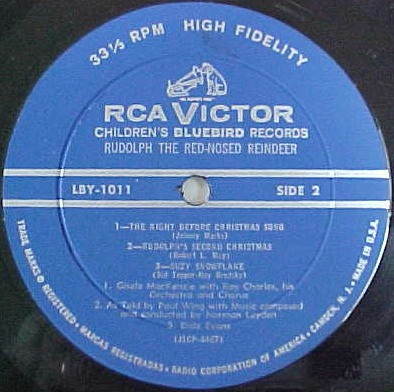 33⅓ RPM HIGH FIDELITY
RCA VICTOR
CHILDREN'S BLUEBIRD RECORDS
RUDOLPH THE RED-NOSED REINDEER
LBY-1011 SIDE 2
1—THE NIGHT BEFORE CHRISTMAS SONG
(Johnny Marks)
2—RUDOLPH'S SECOND CHRISTMAS
(Robert L. May)
3—SUZY SNOWFLAKE
(Sid Tepper-Roy Brodsky)
1. Gisele MacKenzie with Ray Charles, his
Orchestra and Chorus
2. As Told by Paul Wing with Music composed
and conducted by Norman Leyden
3. Dale Evans
TRADE MARKS ® REGISTERED • MARCAS REGISTRADAS • RADIO CORPORATION OF AMERICA • CAMDEN, N. J. • MADE IN U.S.A.